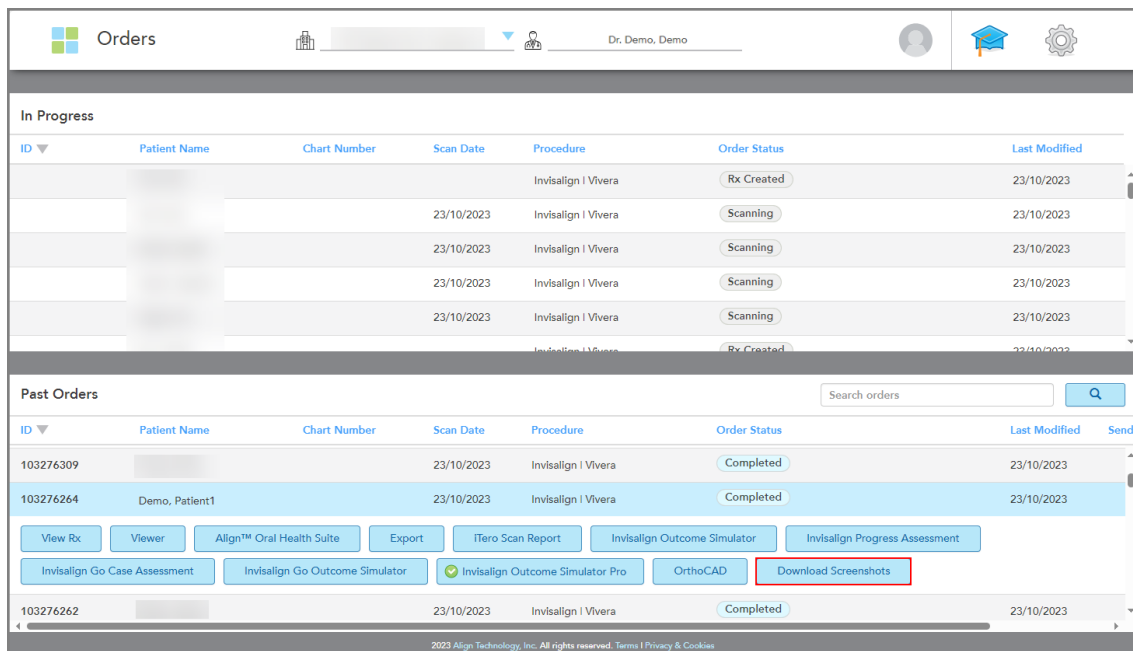 Orders Dr. Demo, Demo
In Progress
ID Patient Name Chart Number Scan Date Procedure Order Status Last Modified
Invisalign | Vivera Rx Created 23/10/2023
23/10/2023 Invisalign | Vivera Scanning 23/10/2023
23/10/2023 Invisalign | Vivera Scanning 23/10/2023
23/10/2023 Invisalign | Vivera Scanning 23/10/2023
23/10/2023 Invisalign | Vivera Scanning 23/10/2023
Invisalign | Vivera Rx Created 23/10/2023
Past Orders Search orders
ID Patient Name Chart Number Scan Date Procedure Order Status Last Modified Send
103276309 23/10/2023 Invisalign | Vivera Completed 23/10/2023
103276264 Demo, Patient1 23/10/2023 Invisalign | Vivera Completed 23/10/2023
View Rx Viewer Align™ Oral Health Suite Export iTero Scan Report Invisalign Outcome Simulator Invisalign Progress Assessment
Invisalign Go Case Assessment Invisalign Go Outcome Simulator Invisalign Outcome Simulator Pro OrthoCAD Download Screenshots
103276262 23/10/2023 Invisalign | Vivera Completed 23/10/2023
2023 Align Technology, Inc. All rights reserved. Terms | Privacy & Cookies